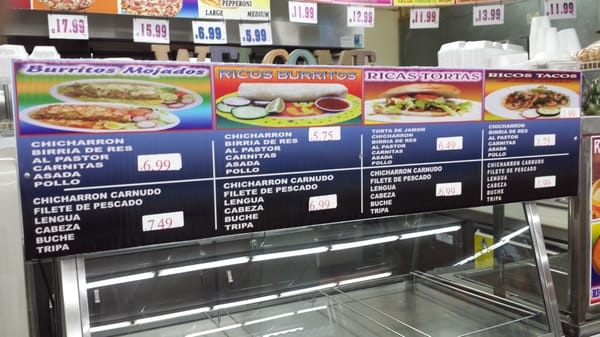 17.99
15.99
6.99
5.99
11.99
12.99
11.99
13.99
11.99
PEPPERONI
LARGE MEDIUM
Burritos Mojados
CHICHARRON
BIRRIA DE RES
AL PASTOR
CARNITAS
ASADA
POLLO
6.99
CHICHARRON CARNUDO
FILETE DE PESCADO
LENGUA
CABEZA
BUCHE
TRIPA
7.49
RICOS BURRITOS
CHICHARRON
BIRRIA DE RES
AL PASTOR
CARNITAS
ASADA
POLLO
5.75
CHICHARRON CARNUDO
FILETE DE PESCADO
LENGUA
CABEZA
BUCHE
TRIPA
6.99
RICAS TORTAS
TORTA DE JAMON
CHICHARRON
BIRRIA DE RES
AL PASTOR
CARNITAS
ASADA
POLLO
6.49
CHICHARRON CARNUDO
FILETE DE PESCADO
LENGUA
CABEZA
BUCHE
TRIPA
6.99
RICOS TACOS
CHICHARRON
BIRRIA DE RES
AL PASTOR
CARNITAS
ASADA
POLLO
CHICHARRON CARNUDO
FILETE DE PESCADO
LENGUA
CABEZA
BUCHE
TRIPA